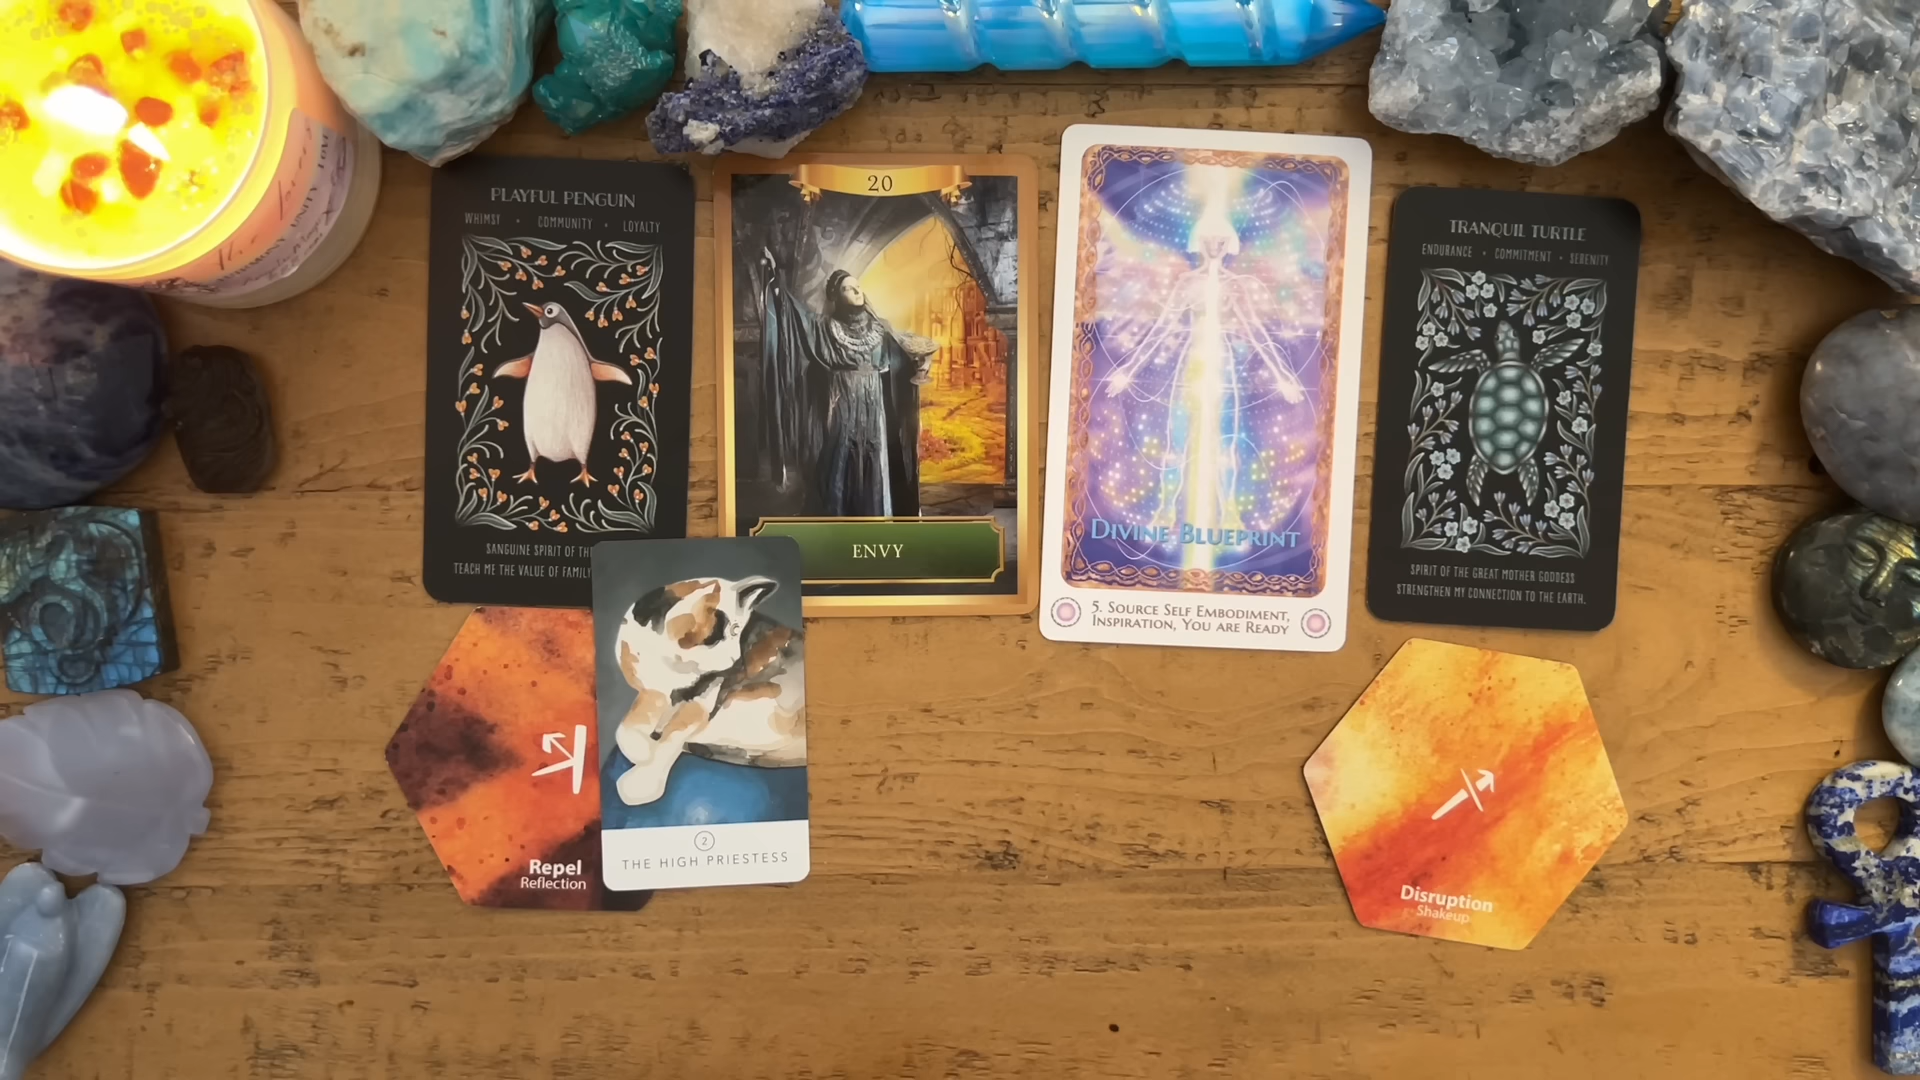 PLAYFUL PENGUIN
WHIMSY • COMMUNITY • LOYALTY
SANGUINE SPIRIT OF THE
TEACH ME THE VALUE OF
20
ENVY
DIVINE BLUEPRINT
5. SOURCE SELF EMBODIMENT,
INSPIRATION, YOU ARE READY
TRANQUIL TURTLE
ENDURANCE • COMMITMENT • SERENITY
SPIRIT OF THE GREAT MOTHER GODDESS
STRENGTHEN MY CONNECTION TO THE EARTH.
Repel
Reflection
2
THE HIGH PRIESTESS
Disruption
Shakeup